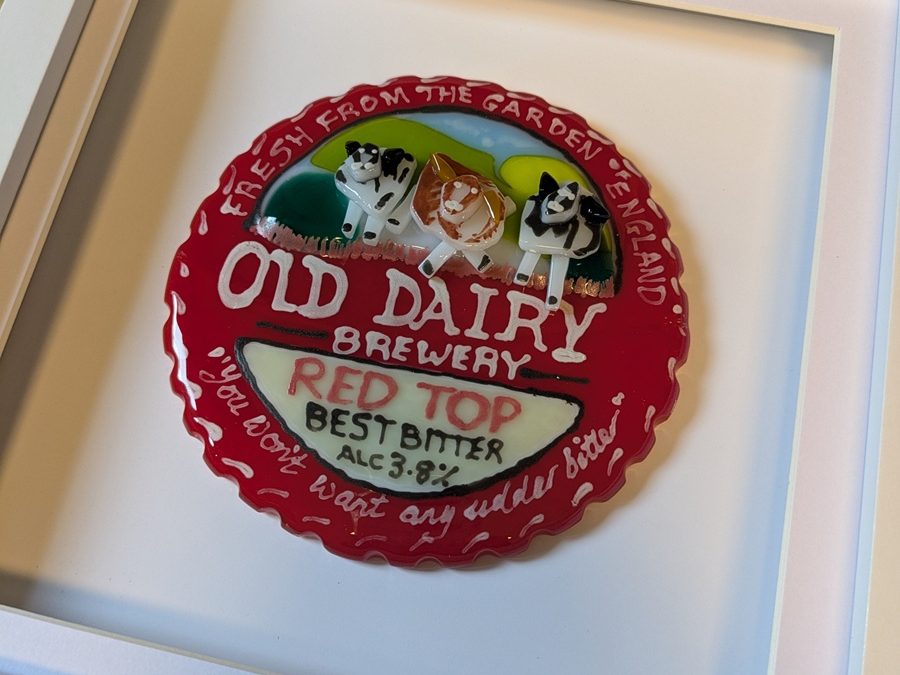 FRESH FROM THE GARDEN • ENGLAND
OLD DAIRY
BREWERY
RED TOP
BEST BITTER
ALC 3.8%
"You won't want any udder bitter"